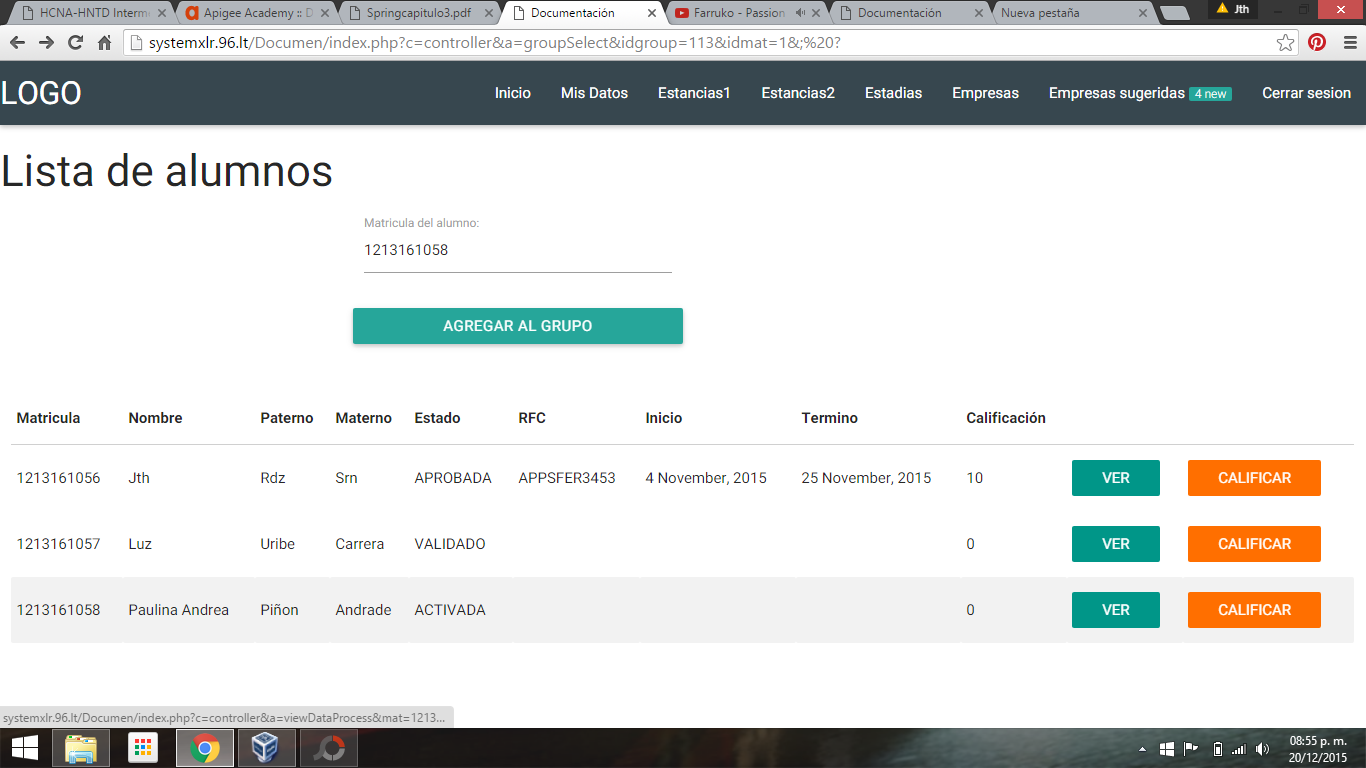 HCNA-HNTD Interme
Apigee Academy :: D
Springcapitulo3.pdf
Documentación
Farruko - Passion
Documentación
Nueva pestaña
Jth
systemxlr.96.lt/Documen/index.php?c=controller&a=groupSelect&idgroup=113&idmat=1&;%20?
LOGO
Inicio Mis Datos Estancias1 Estancias2 Estadias Empresas Empresas sugeridas 4 new Cerrar sesion
Lista de alumnos
Matricula del alumno:
1213161058
AGREGAR AL GRUPO
Matricula Nombre Paterno Materno Estado RFC Inicio Termino Calificación
1213161056 Jth Rdz Srn APROBADA APPSFER3453 4 November, 2015 25 November, 2015 10 VER CALIFICAR
1213161057 Luz Uribe Carrera VALIDADO 0 VER CALIFICAR
1213161058 Paulina Andrea Piñon Andrade ACTIVADA 0 VER CALIFICAR
systemxlr.96.lt/Documen/index.php?c=controller&a=viewDataProcess&mat=1213...
08:55 p. m.
20/12/2015